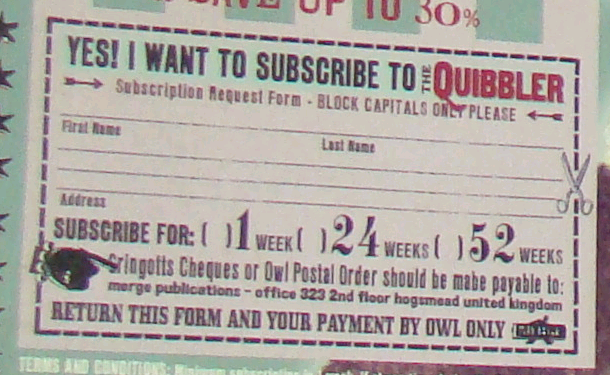 SAVE UP TO 30%
YES! I WANT TO SUBSCRIBE TO THE QUIBBLER
Subscription Request Form - BLOCK CAPITALS ONLY PLEASE
First Name Last Name
Address
SUBSCRIBE FOR: ( ) 1 WEEK ( ) 24 WEEKS ( ) 52 WEEKS
Gringotts Cheques or Owl Postal Order should be mabe payable to:
merge publications - office 323 2nd floor hogsmead united kingdom
RETURN THIS FORM AND YOUR PAYMENT BY OWL ONLY
TERMS AND CONDITIONS: Minimum subscription